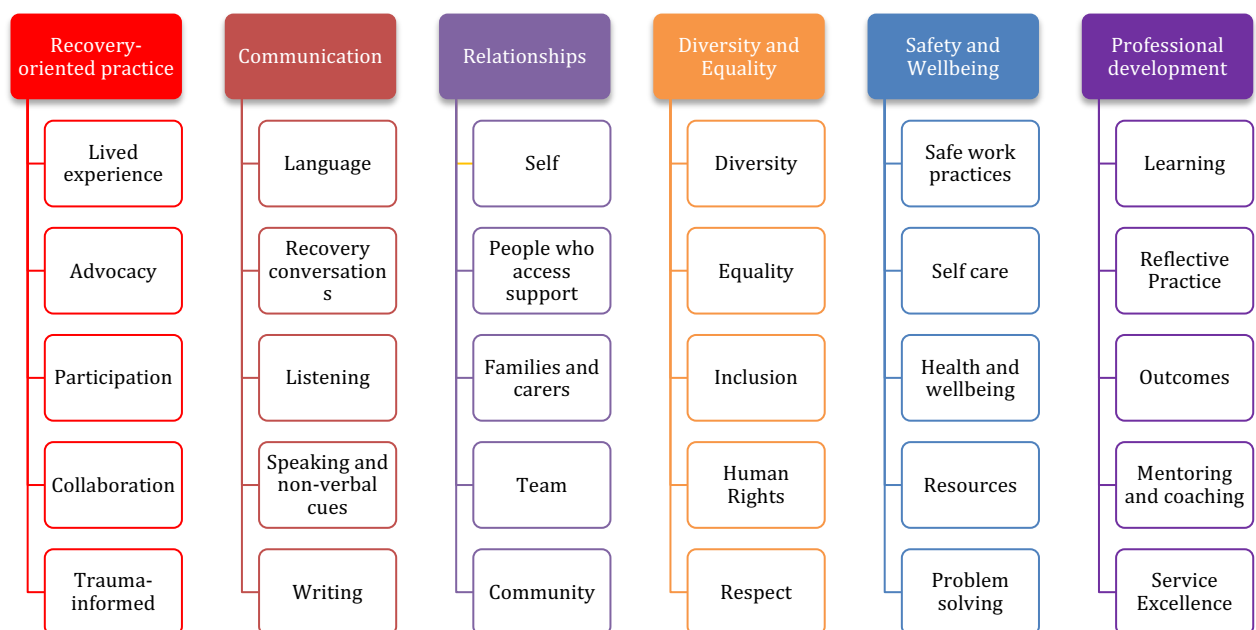 Recovery-
oriented practice
Lived
experience
Advocacy
Participation
Collaboration
Trauma-
informed
Communication
Language
Recovery
conversation
s
Listening
Speaking and
non-verbal
cues
Writing
Relationships
Self
People who
access
support
Families and
carers
Team
Community
Diversity and
Equality
Diversity
Equality
Inclusion
Human
Rights
Respect
Safety and
Wellbeing
Safe work
practices
Self care
Health and
wellbeing
Resources
Problem
solving
Professional
development
Learning
Reflective
Practice
Outcomes
Mentoring
and coaching
Service
Excellence